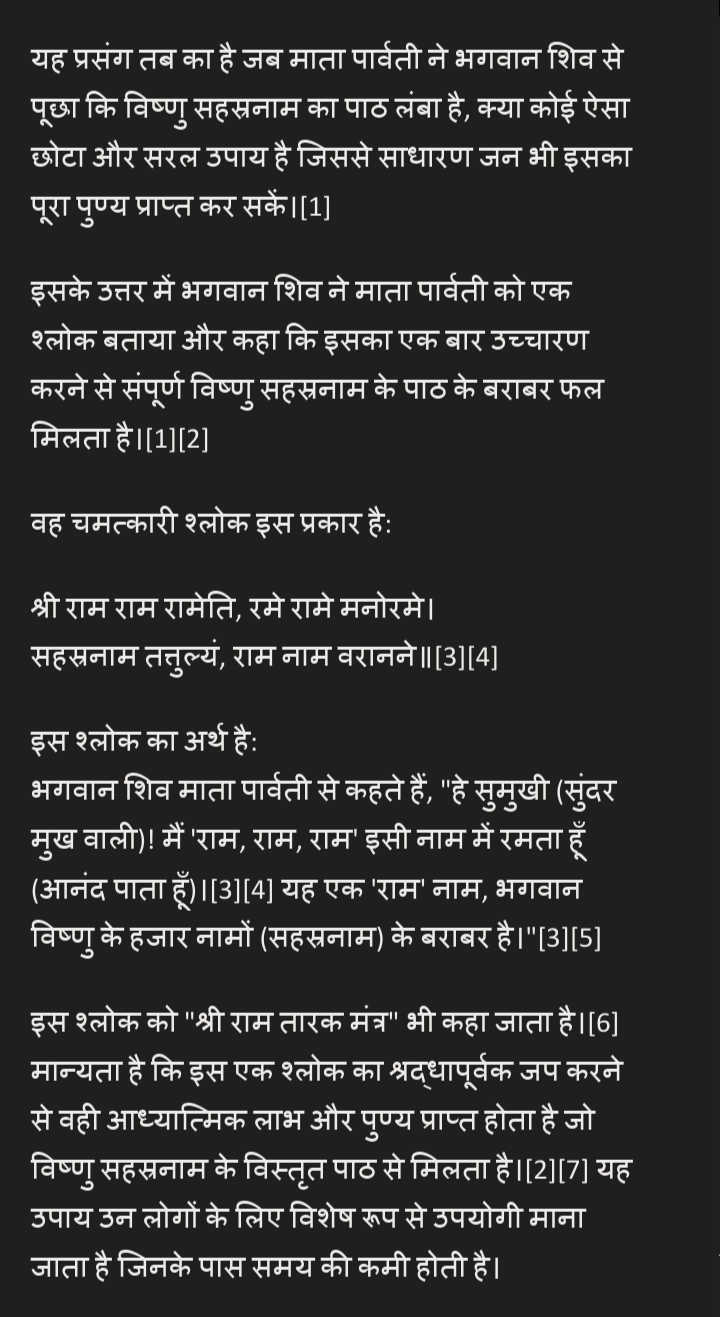 यह प्रसंग तब का है जब माता पार्वती ने भगवान शिव से
पूछा कि विष्णु सहस्रनाम का पाठ लंबा है, क्या कोई ऐसा
छोटा और सरल उपाय है जिससे साधारण जन भी इसका
पूरा पुण्य प्राप्त कर सकें।[1]
इसके उत्तर में भगवान शिव ने माता पार्वती को एक
श्लोक बताया और कहा कि इसका एक बार उच्चारण
करने से संपूर्ण विष्णु सहस्रनाम के पाठ के बराबर फल
मिलता है।[1][2]
वह चमत्कारी श्लोक इस प्रकार है:
श्री राम राम रामेति, रमे रामे मनोरमे।
सहस्रनाम तत्तुल्यं, राम नाम वरानने॥[3][4]
इस श्लोक का अर्थ है:
भगवान शिव माता पार्वती से कहते हैं, "हे सुमुखी (सुंदर
मुख वाली)! मैं 'राम, राम, राम' इसी नाम में रमता हूँ
(आनंद पाता हूँ)।[3][4] यह एक 'राम' नाम, भगवान
विष्णु के हजार नामों (सहस्रनाम) के बराबर है।"[3][5]
इस श्लोक को "श्री राम तारक मंत्र" भी कहा जाता है।[6]
मान्यता है कि इस एक श्लोक का श्रद्धापूर्वक जप करने
से वही आध्यात्मिक लाभ और पुण्य प्राप्त होता है जो
विष्णु सहस्रनाम के विस्तृत पाठ से मिलता है।[2][7] यह
उपाय उन लोगों के लिए विशेष रूप से उपयोगी माना
जाता है जिनके पास समय की कमी होती है।